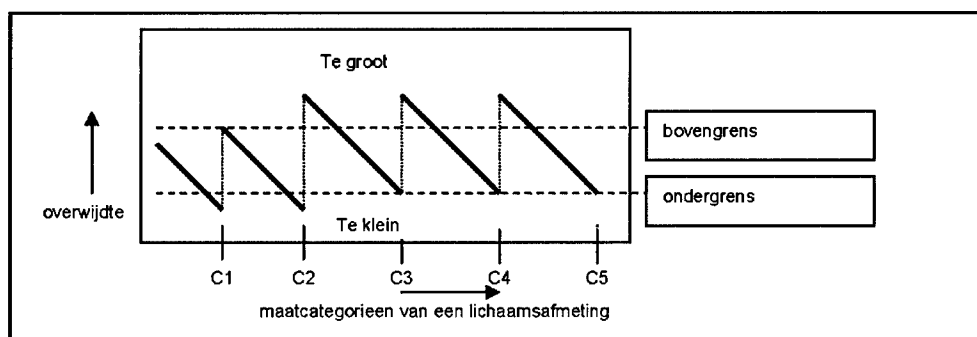 Te groot
bovengrens
ondergrens
overwijdte
Te klein
C1 C2 C3 C4 C5
maatcategorieen van een lichaamsafmeting